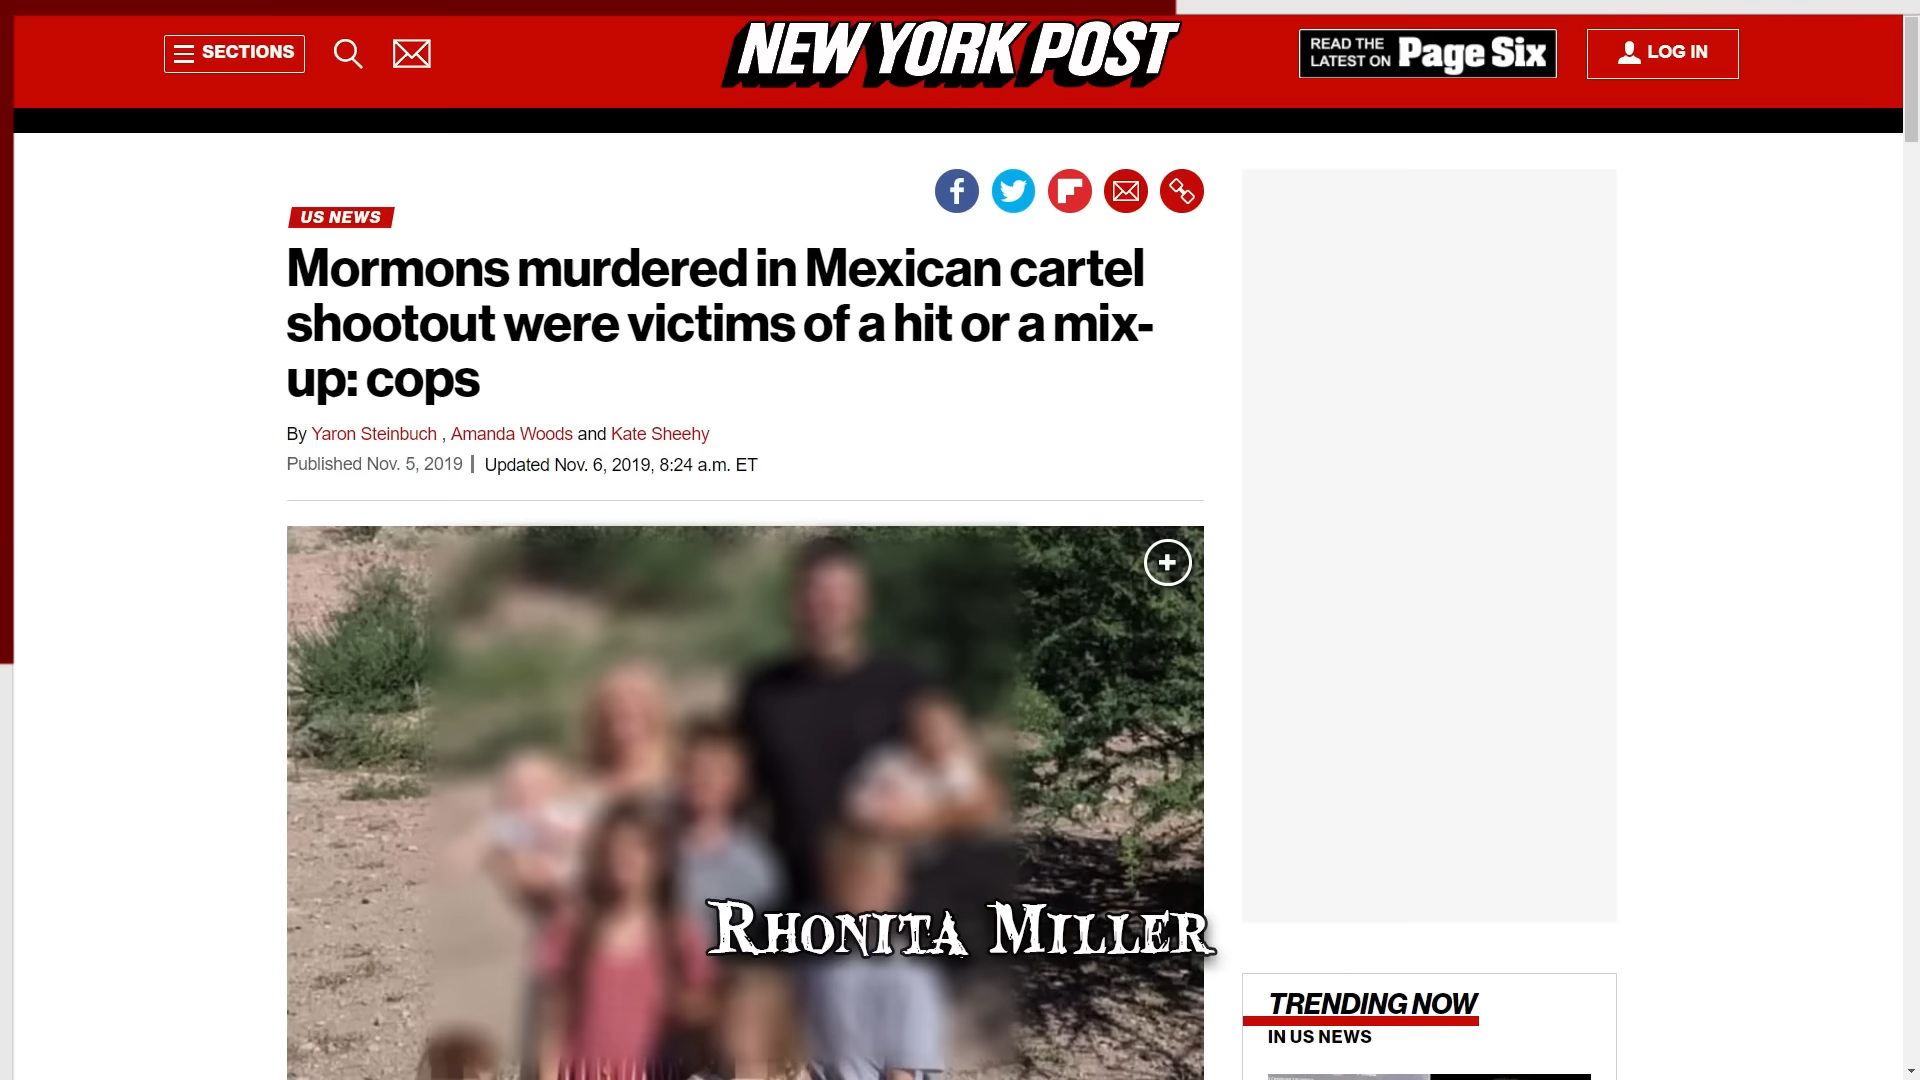 SECTIONS
NEW YORK POST
READ THE
LATEST ON
Page Six
LOG IN
US NEWS
Mormons murdered in Mexican cartel
shootout were victims of a hit or a mix-
up: cops
By Yaron Steinbuch , Amanda Woods and Kate Sheehy
Published Nov. 5, 2019 | Updated Nov. 6, 2019, 8:24 a.m. ET
RHONITA MILLER
TRENDING NOW
IN US NEWS